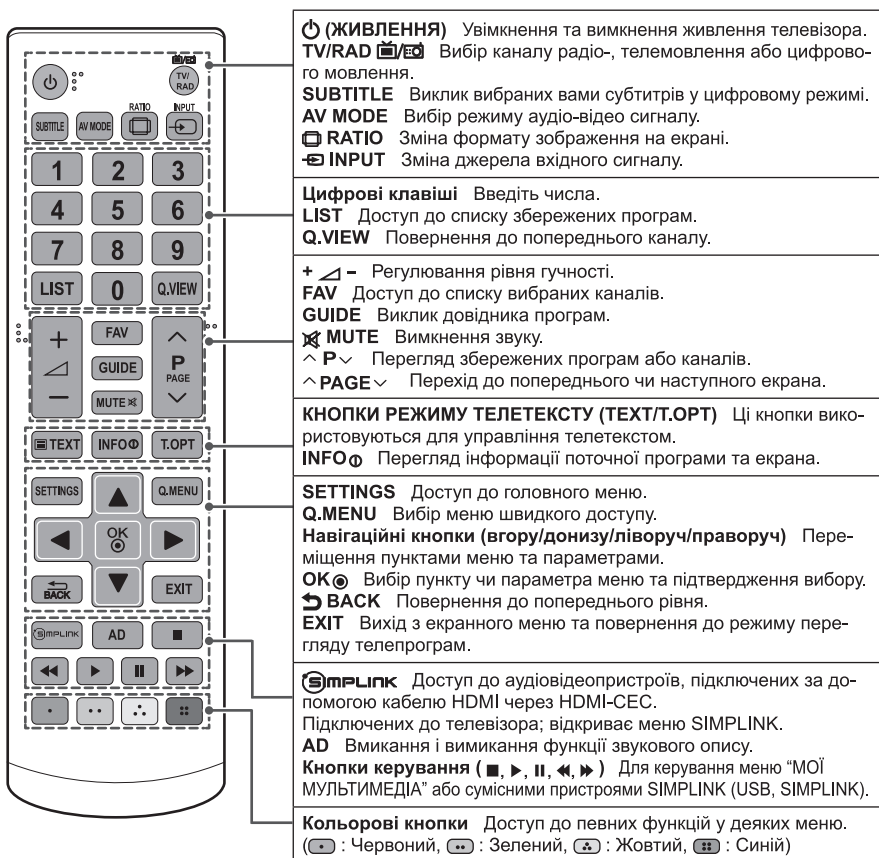 TV/
RAD
RATIO INPUT
SUBTITLE AV MODE
1 2 3
4 5 6
7 8 9
LIST 0 Q.VIEW
+ FAV
GUIDE P
PAGE
MUTE
–
TEXT INFO T.OPT
SETTINGS Q.MENU
OK
BACK EXIT
SIMPLINK AD
(ЖИВЛЕННЯ) Увімкнення та вимкнення живлення телевізора.
TV/RAD / Вибір каналу радіо-, телемовлення або цифрово-
го мовлення.
SUBTITLE Виклик вибраних вами субтитрів у цифровому режимі.
AV MODE Вибір режиму аудіо-відео сигналу.
RATIO Зміна формату зображення на екрані.
INPUT Зміна джерела вхідного сигналу.
Цифрові клавіші Введіть числа.
LIST Доступ до списку збережених програм.
Q.VIEW Повернення до попереднього каналу.
+ – Регулювання рівня гучності.
FAV Доступ до списку вибраних каналів.
GUIDE Виклик довідника програм.
MUTE Вимкнення звуку.
P Перегляд збережених програм або каналів.
PAGE Перехід до попереднього чи наступного екрана.
КНОПКИ РЕЖИМУ ТЕЛЕТЕКСТУ (TEXT/T.OPT) Ці кнопки вико-
ристовуються для управління телетекстом.
INFO Перегляд інформації поточної програми та екрана.
SETTINGS Доступ до головного меню.
Q.MENU Вибір меню швидкого доступу.
Навігаційні кнопки (вгору/донизу/ліворуч/праворуч) Пере-
міщення пунктами меню та параметрами.
OK Вибір пункту чи параметра меню та підтвердження вибору.
BACK Повернення до попереднього рівня.
EXIT Вихід з екранного меню та повернення до режиму пере-
гляду телепрограм.
SIMPLINK Доступ до аудіовідеопристроїв, підключених за до-
помогою кабелю HDMI через HDMI-CEC.
Підключених до телевізора; відкриває меню SIMPLINK.
AD Вмикання і вимикання функції звукового опису.
Кнопки керування ( ■, ▶, II, ◀◀, ▶▶ ) Для керування меню “МОЇ
МУЛЬТИМЕДІА” або сумісними пристроями SIMPLINK (USB, SIMPLINK).
Кольорові кнопки Доступ до певних функцій у деяких меню.
( : Червоний, : Зелений, : Жовтий, : Синій)